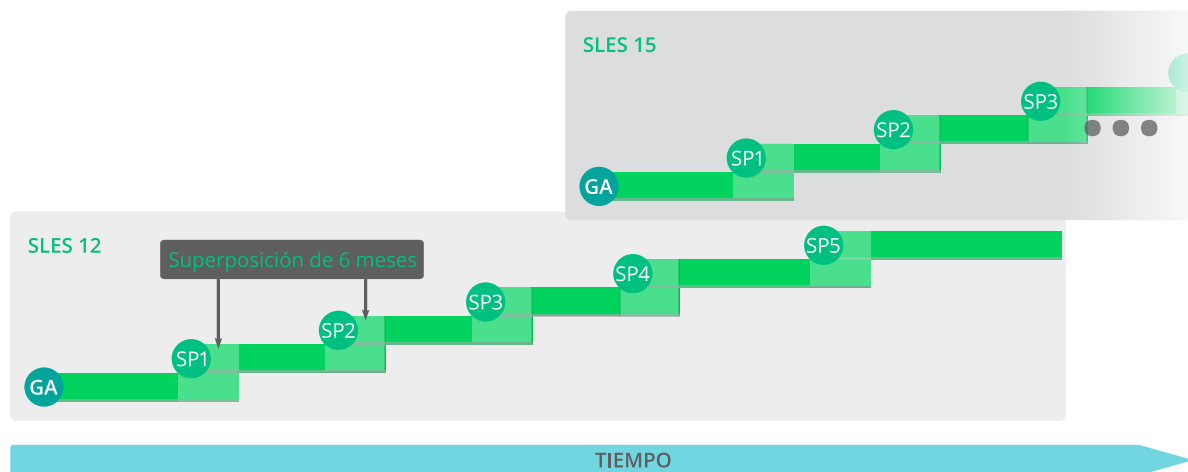 SLES 15
SP3
SP2
SP1
GA
SLES 12
Superposición de 6 meses
SP5
SP4
SP3
SP2
SP1
GA
TIEMPO